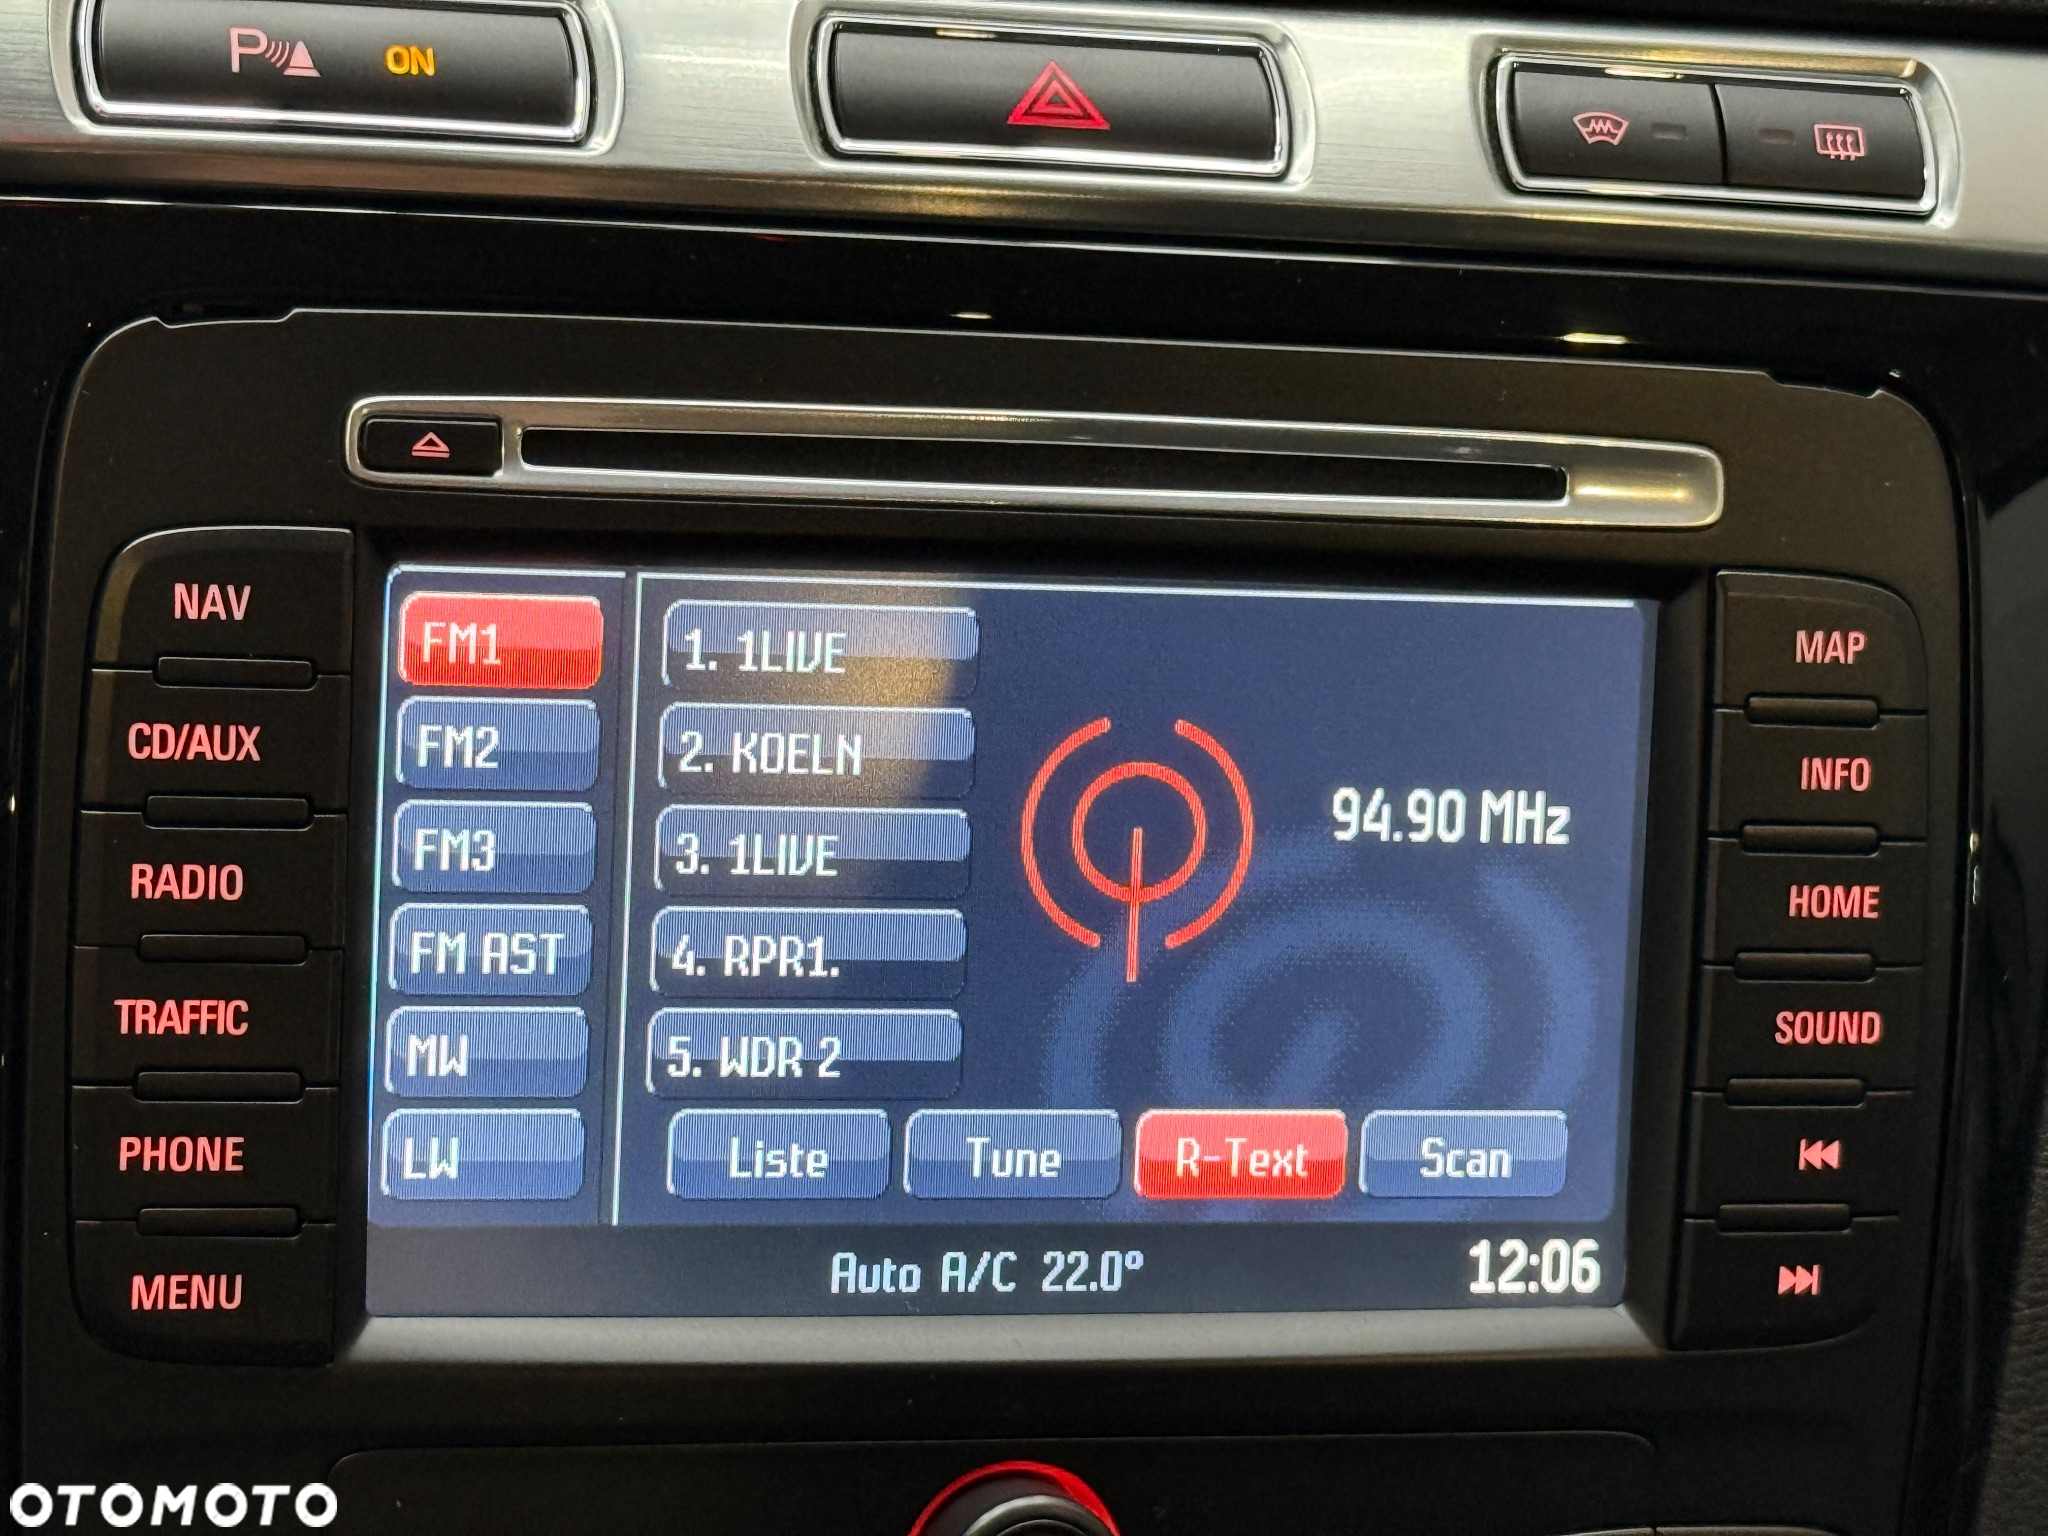 P ON
NAV
CD/AUX
RADIO
TRAFFIC
PHONE
MENU
FM1
FM2
FM3
FM AST
MW
LW
1. 1LIVE
2. KOELN
3. 1LIVE
4. RPR1.
5. WDR 2
94.90 MHz
Liste Tune R-Text Scan
Auto A/C 22.0° 12:06
MAP
INFO
HOME
SOUND
OTOMOTO